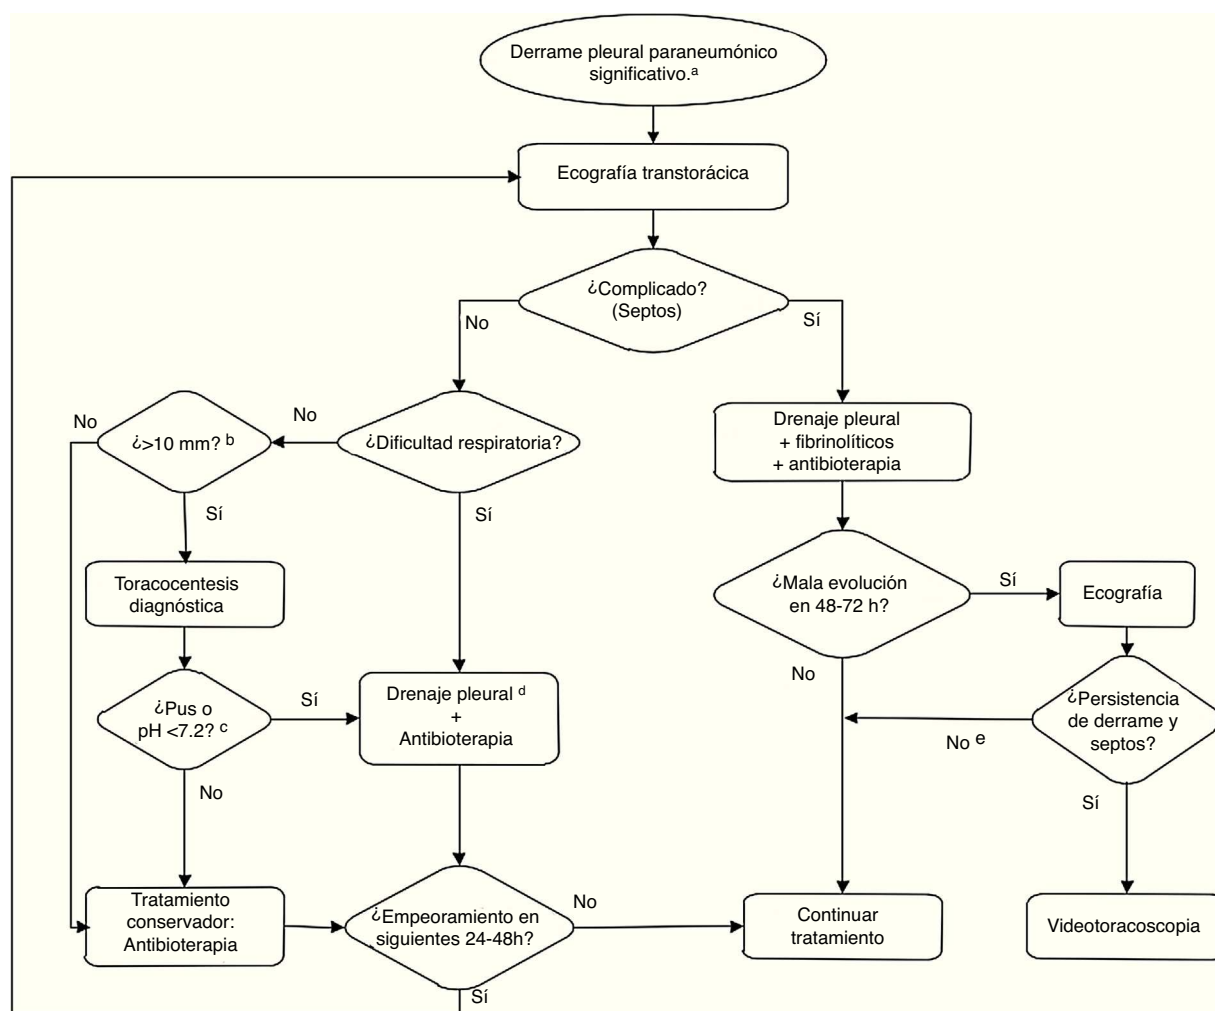 Derrame pleural paraneumónico
significativo.a
Ecografía transtorácica
¿Complicado?
(Septos)
No
Sí
No
¿>10 mm? b
No
¿Dificultad respiratoria?
Drenaje pleural
+ fibrinolíticos
+ antibioterapia
Sí
Sí
Toracocentesis
diagnóstica
¿Mala evolución
en 48-72 h?
Sí
Ecografía
No
¿Pus o
pH <7.2? c
Sí
Drenaje pleural d
+
Antibioterapia
¿Persistencia
de derrame y
septos?
No e
No
Sí
Tratamiento
conservador:
Antibioterapia
¿Empeoramiento en
siguientes 24-48h?
No
Continuar
tratamiento
Videotoracoscopia
Sí